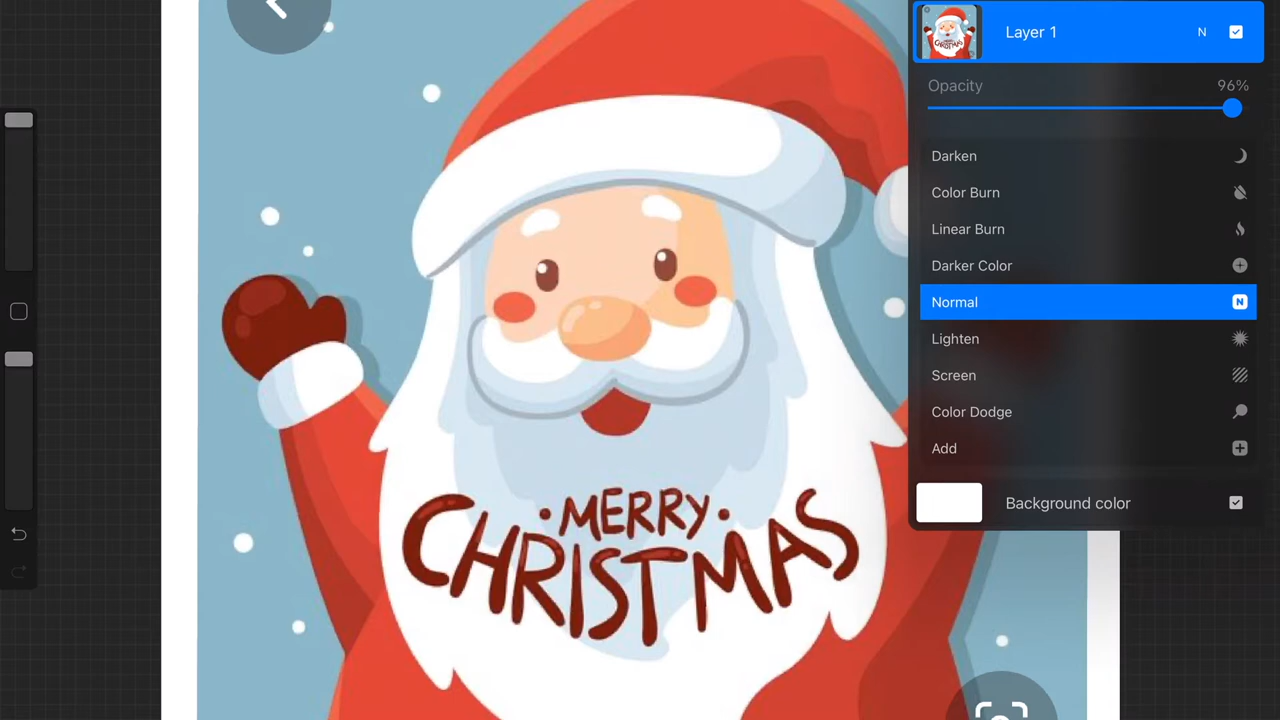 Layer 1 N
Opacity 96%
Darken
Color Burn
Linear Burn
Darker Color
Normal N
Lighten
Screen
Color Dodge
Add
Background color
·MERRY·
CHRISTMAS